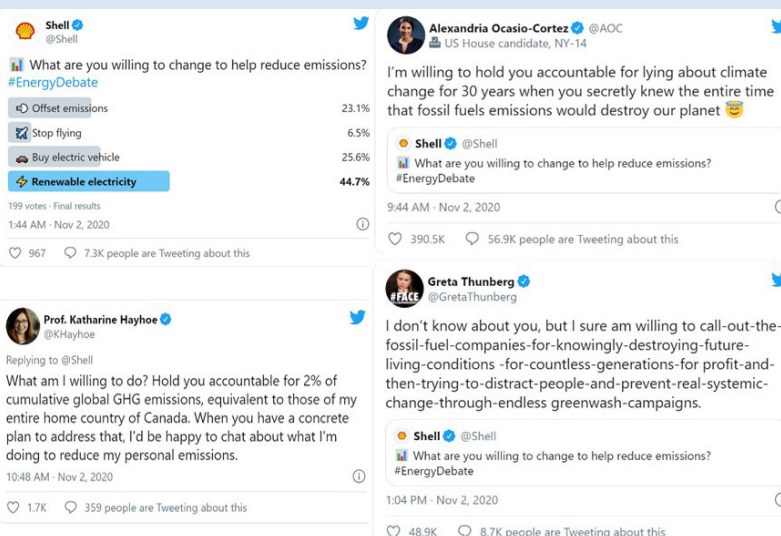 Shell
@Shell
What are you willing to change to help reduce emissions?
#EnergyDebate
Offset emissions 23.1%
Stop flying 6.5%
Buy electric vehicle 25.6%
Renewable electricity 44.7%
199 votes · Final results
1:44 AM · Nov 2, 2020
967 7.3K people are Tweeting about this
Prof. Katharine Hayhoe
@KHayhoe
Replying to @Shell
What am I willing to do? Hold you accountable for 2% of
cumulative global GHG emissions, equivalent to those of my
entire home country of Canada. When you have a concrete
plan to address that, I'd be happy to chat about what I'm
doing to reduce my personal emissions.
10:48 AM · Nov 2, 2020
1.7K 359 people are Tweeting about this
Alexandria Ocasio-Cortez @AOC
US House candidate, NY-14
I'm willing to hold you accountable for lying about climate
change for 30 years when you secretly knew the entire time
that fossil fuels emissions would destroy our planet 😇
Shell @Shell
What are you willing to change to help reduce emissions?
#EnergyDebate
9:44 AM · Nov 2, 2020
390.5K 56.9K people are Tweeting about this
#FACE
Greta Thunberg
@GretaThunberg
I don't know about you, but I sure am willing to call-out-the-
fossil-fuel-companies-for-knowingly-destroying-future-
living-conditions -for-countless-generations-for profit-and-
then-trying-to-distract-people-and-prevent-real-systemic-
change-through-endless greenwash-campaigns.
Shell @Shell
What are you willing to change to help reduce emissions?
#EnergyDebate
1:04 PM · Nov 2, 2020
48.9K 8.7K people are Tweeting about this